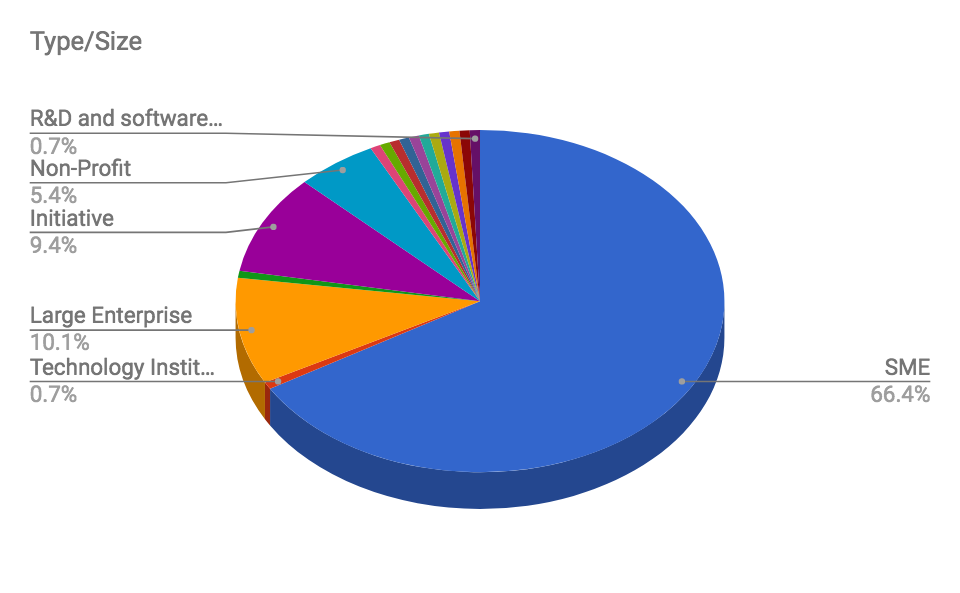 Type/Size
R&D and software...
0.7%
Non-Profit
5.4%
Initiative
9.4%
Large Enterprise
10.1%
Technology Instit...
0.7%
SME
66.4%